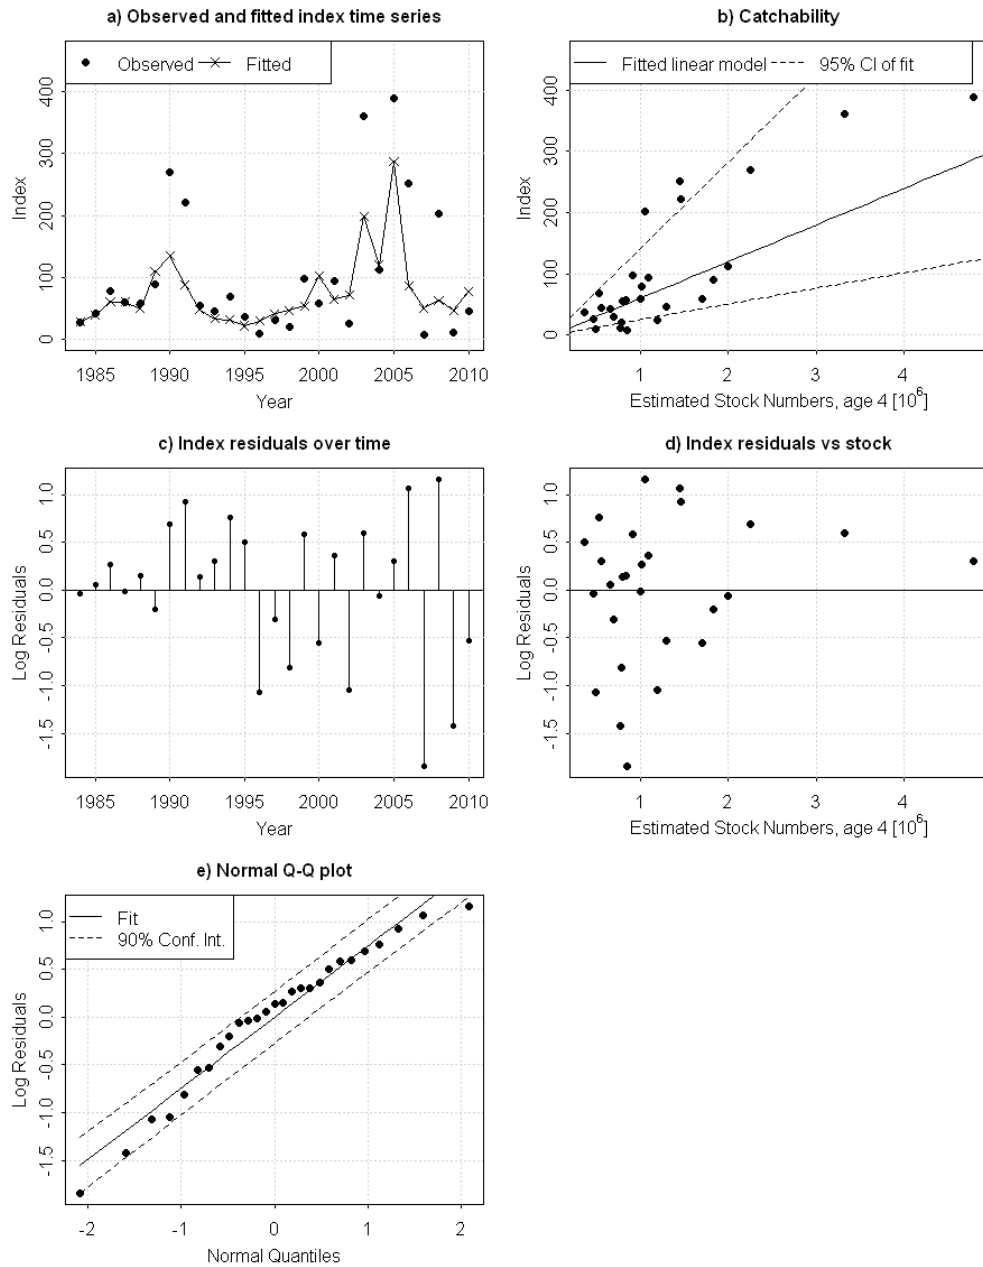 a) Observed and fitted index time series
Observed Fitted
Index
0 100 200 300 400
1985 1990 1995 2000 2005 2010
Year
b) Catchability
Fitted linear model 95% CI of fit
Index
0 100 200 300 400
1 2 3 4
Estimated Stock Numbers, age 4 [10^6]
c) Index residuals over time
Log Residuals
-1.5 -1.0 -0.5 0.0 0.5 1.0
1985 1990 1995 2000 2005 2010
Year
d) Index residuals vs stock
Log Residuals
-1.5 -1.0 -0.5 0.0 0.5 1.0
1 2 3 4
Estimated Stock Numbers, age 4 [10^6]
e) Normal Q-Q plot
Fit
90% Conf. Int.
Log Residuals
-1.5 -1.0 -0.5 0.0 0.5 1.0
-2 -1 0 1 2
Normal Quantiles